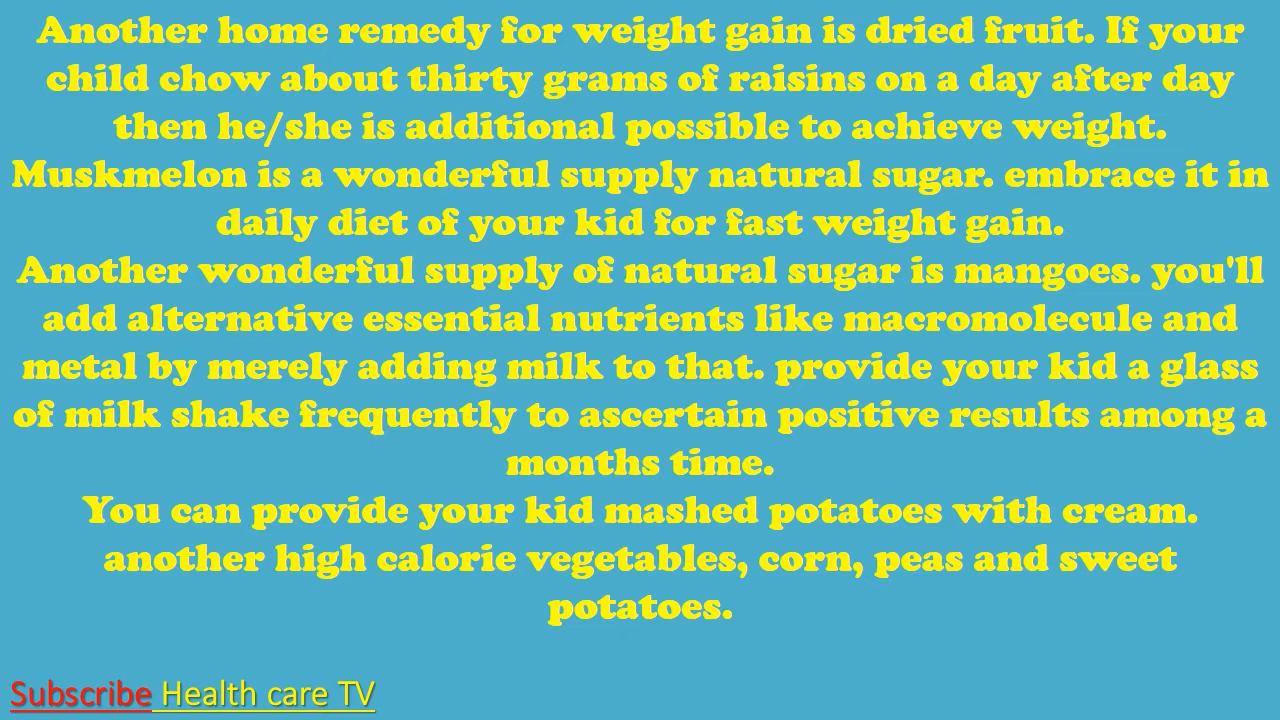 Another home remedy for weight gain is dried fruit. If your
child chow about thirty grams of raisins on a day after day
then he/she is additional possible to achieve weight.
Muskmelon is a wonderful supply natural sugar. embrace it in
daily diet of your kid for fast weight gain.
Another wonderful supply of natural sugar is mangoes. you'll
add alternative essential nutrients like macromolecule and
metal by merely adding milk to that. provide your kid a glass
of milk shake frequently to ascertain positive results among a
months time.
You can provide your kid mashed potatoes with cream.
another high calorie vegetables, corn, peas and sweet
potatoes.
Subscribe Health care TV